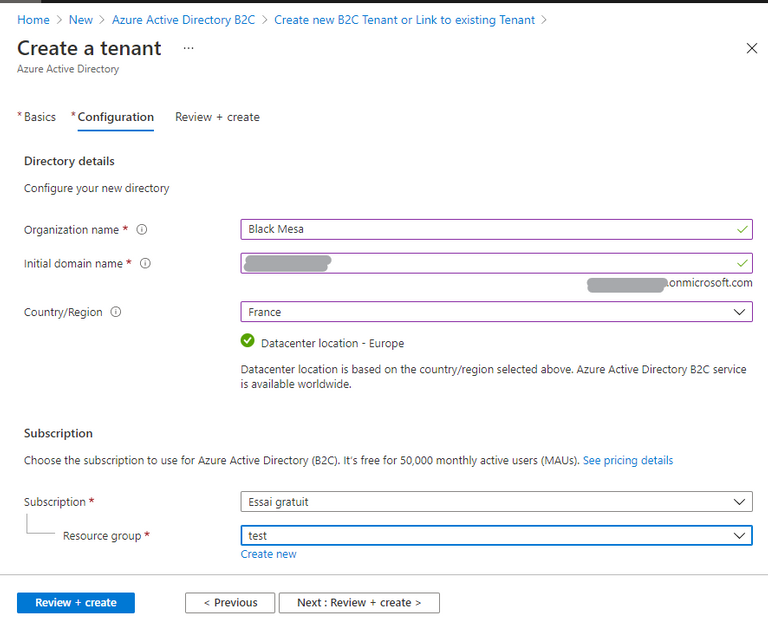 Home > New > Azure Active Directory B2C > Create new B2C Tenant or Link to existing Tenant >
Create a tenant ...
Azure Active Directory
* Basics * Configuration Review + create
Directory details
Configure your new directory
Organization name * Black Mesa
Initial domain name *
.onmicrosoft.com
Country/Region France
Datacenter location - Europe
Datacenter location is based on the country/region selected above. Azure Active Directory B2C service
is available worldwide.
Subscription
Choose the subscription to use for Azure Active Directory (B2C). It's free for 50,000 monthly active users (MAUs). See pricing details
Subscription * Essai gratuit
Resource group * test
Create new
Review + create < Previous Next : Review + create >